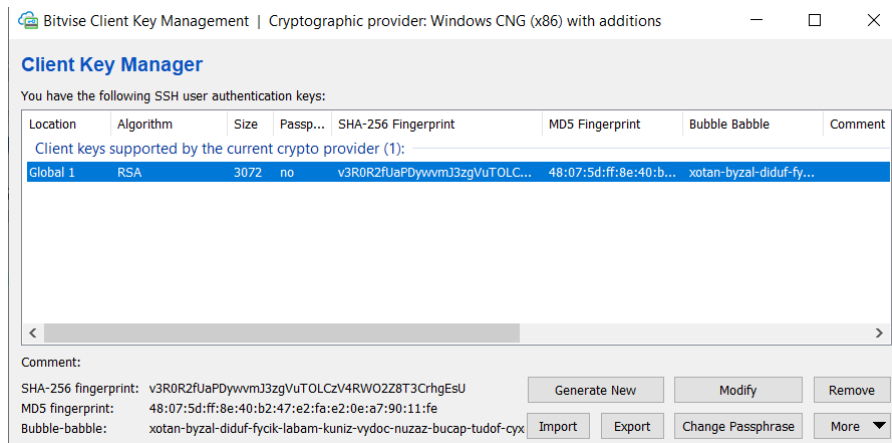 Bitvise Client Key Management | Cryptographic provider: Windows CNG (x86) with additions
Client Key Manager
You have the following SSH user authentication keys:
Location Algorithm Size Passp... SHA-256 Fingerprint MD5 Fingerprint Bubble Babble Comment
Client keys supported by the current crypto provider (1):
Global 1 RSA 3072 no v3R0R2fUaPDywvmJ3zgVuTOLC... 48:07:5d:ff:8e:40:b... xotan-byzal-diduf-fy...
Comment:
SHA-256 fingerprint: v3R0R2fUaPDywvmJ3zgVuTOLCzV4RWO2Z8T3CrhgEsU
Generate New Modify Remove
MD5 fingerprint: 48:07:5d:ff:8e:40:b2:47:e2:fa:e2:0e:a7:90:11:fe
Bubble-babble: xotan-byzal-diduf-fycik-labam-kuniz-vydoc-nuzaz-bucap-tudof-cyx
Import Export Change Passphrase More